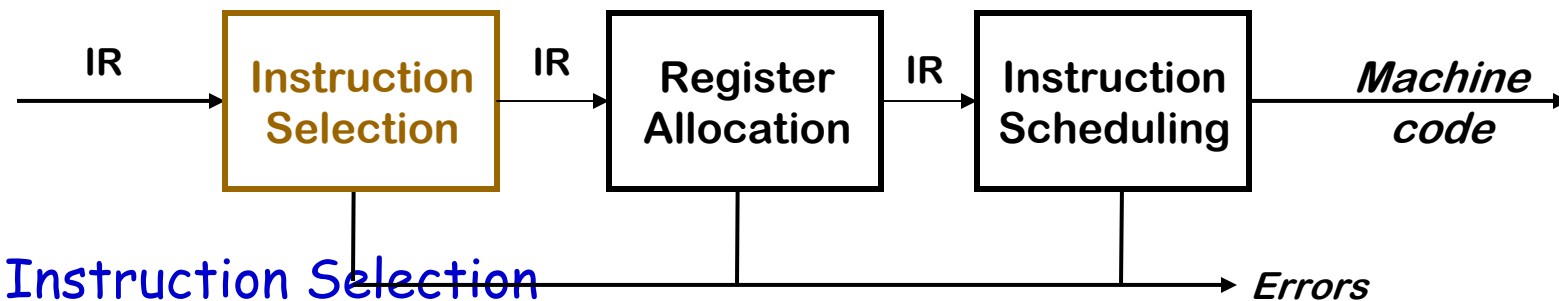 IR
Instruction
Selection
IR
Register
Allocation
IR
Instruction
Scheduling
Machine
code
Instruction Selection
Errors